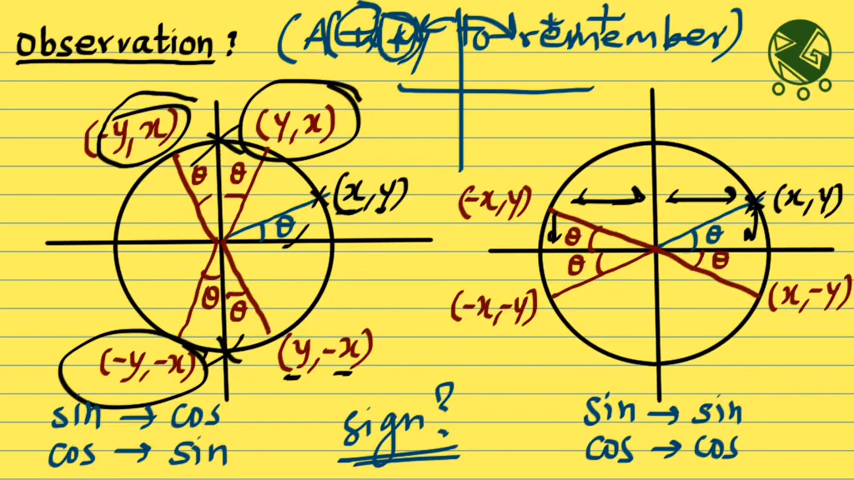 Observation?
to remember)
(-y, x)
(y, x)
θ
θ
(x, y)
θ
θ
θ
(-y, -x)
(y, -x)
sin → cos
cos → sin
sign?
(-x, y)
(x, y)
θ
θ
θ
θ
(-x, -y)
(x, -y)
sin → sin
cos → cos